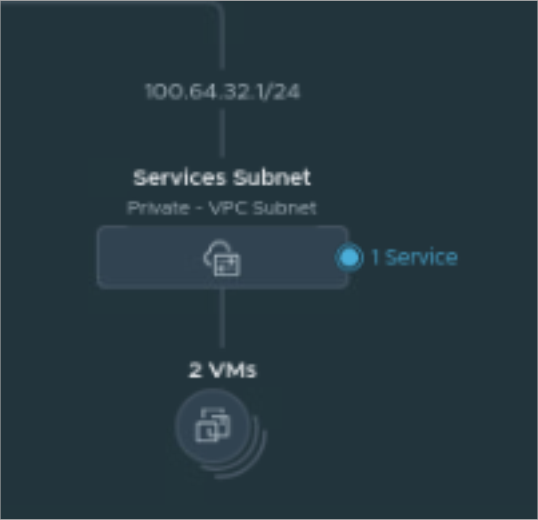 100.64.32.1/24
Services Subnet
Private - VPC Subnet
1 Service
2 VMs